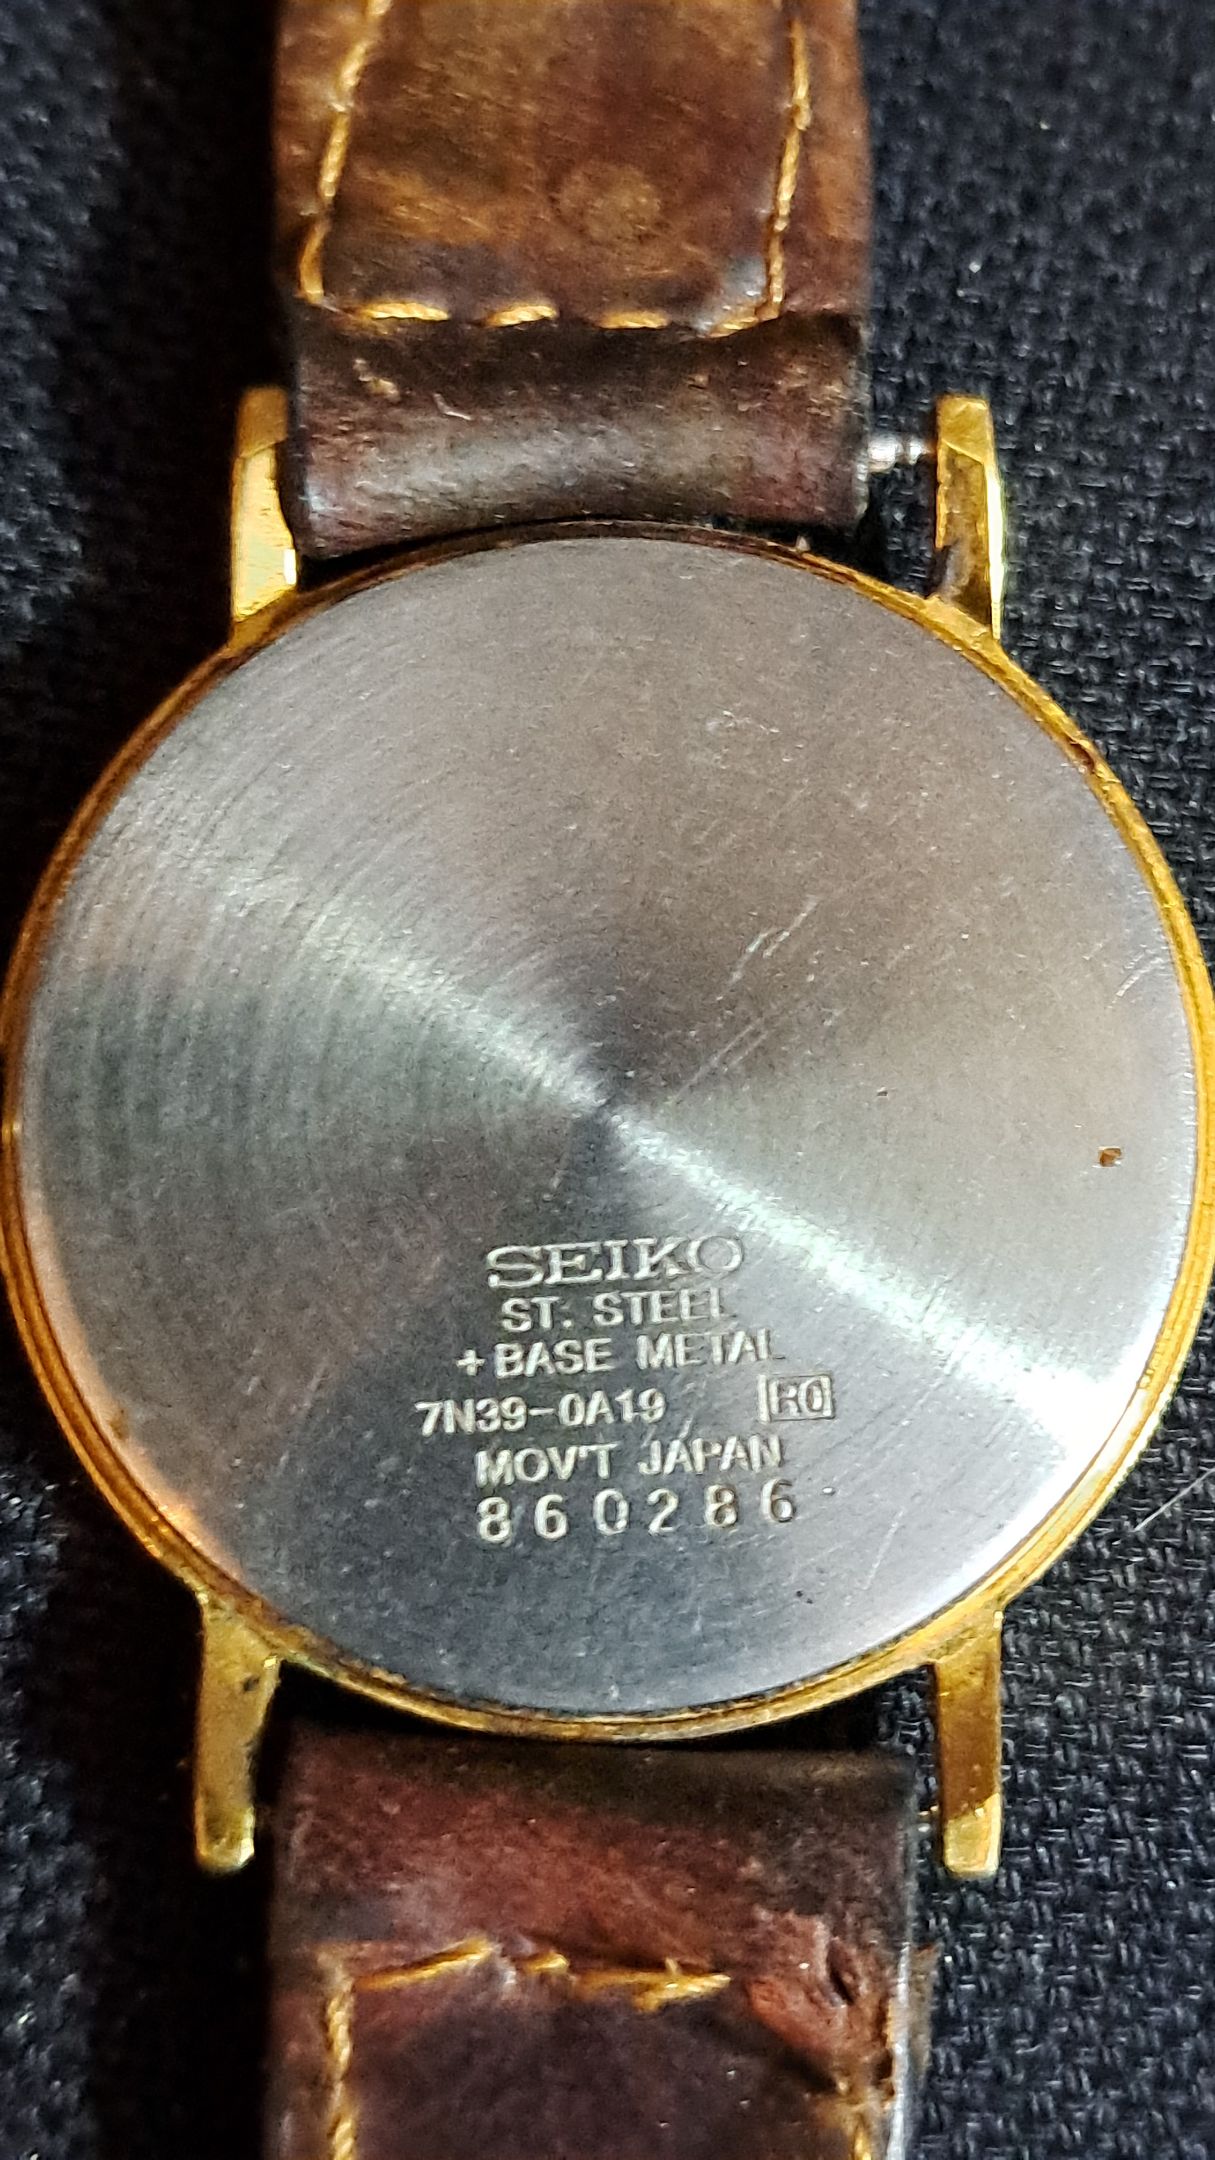 SEIKO
ST. STEEL
+BASE METAL
7N39-0A19 R0
MOV'T JAPAN
860286